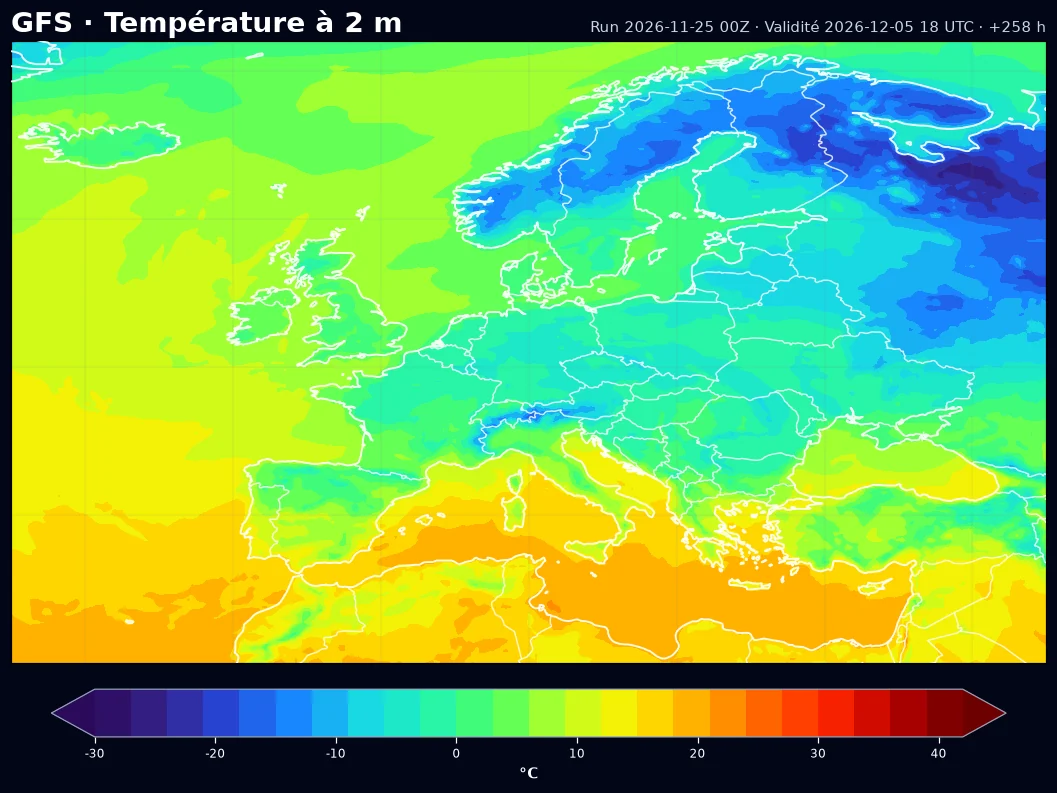 GFS · Température à 2 m
Run 2026-11-25 00Z · Validité 2026-12-05 18 UTC · +258 h
-30 -20 -10 0 10 20 30 40
°C